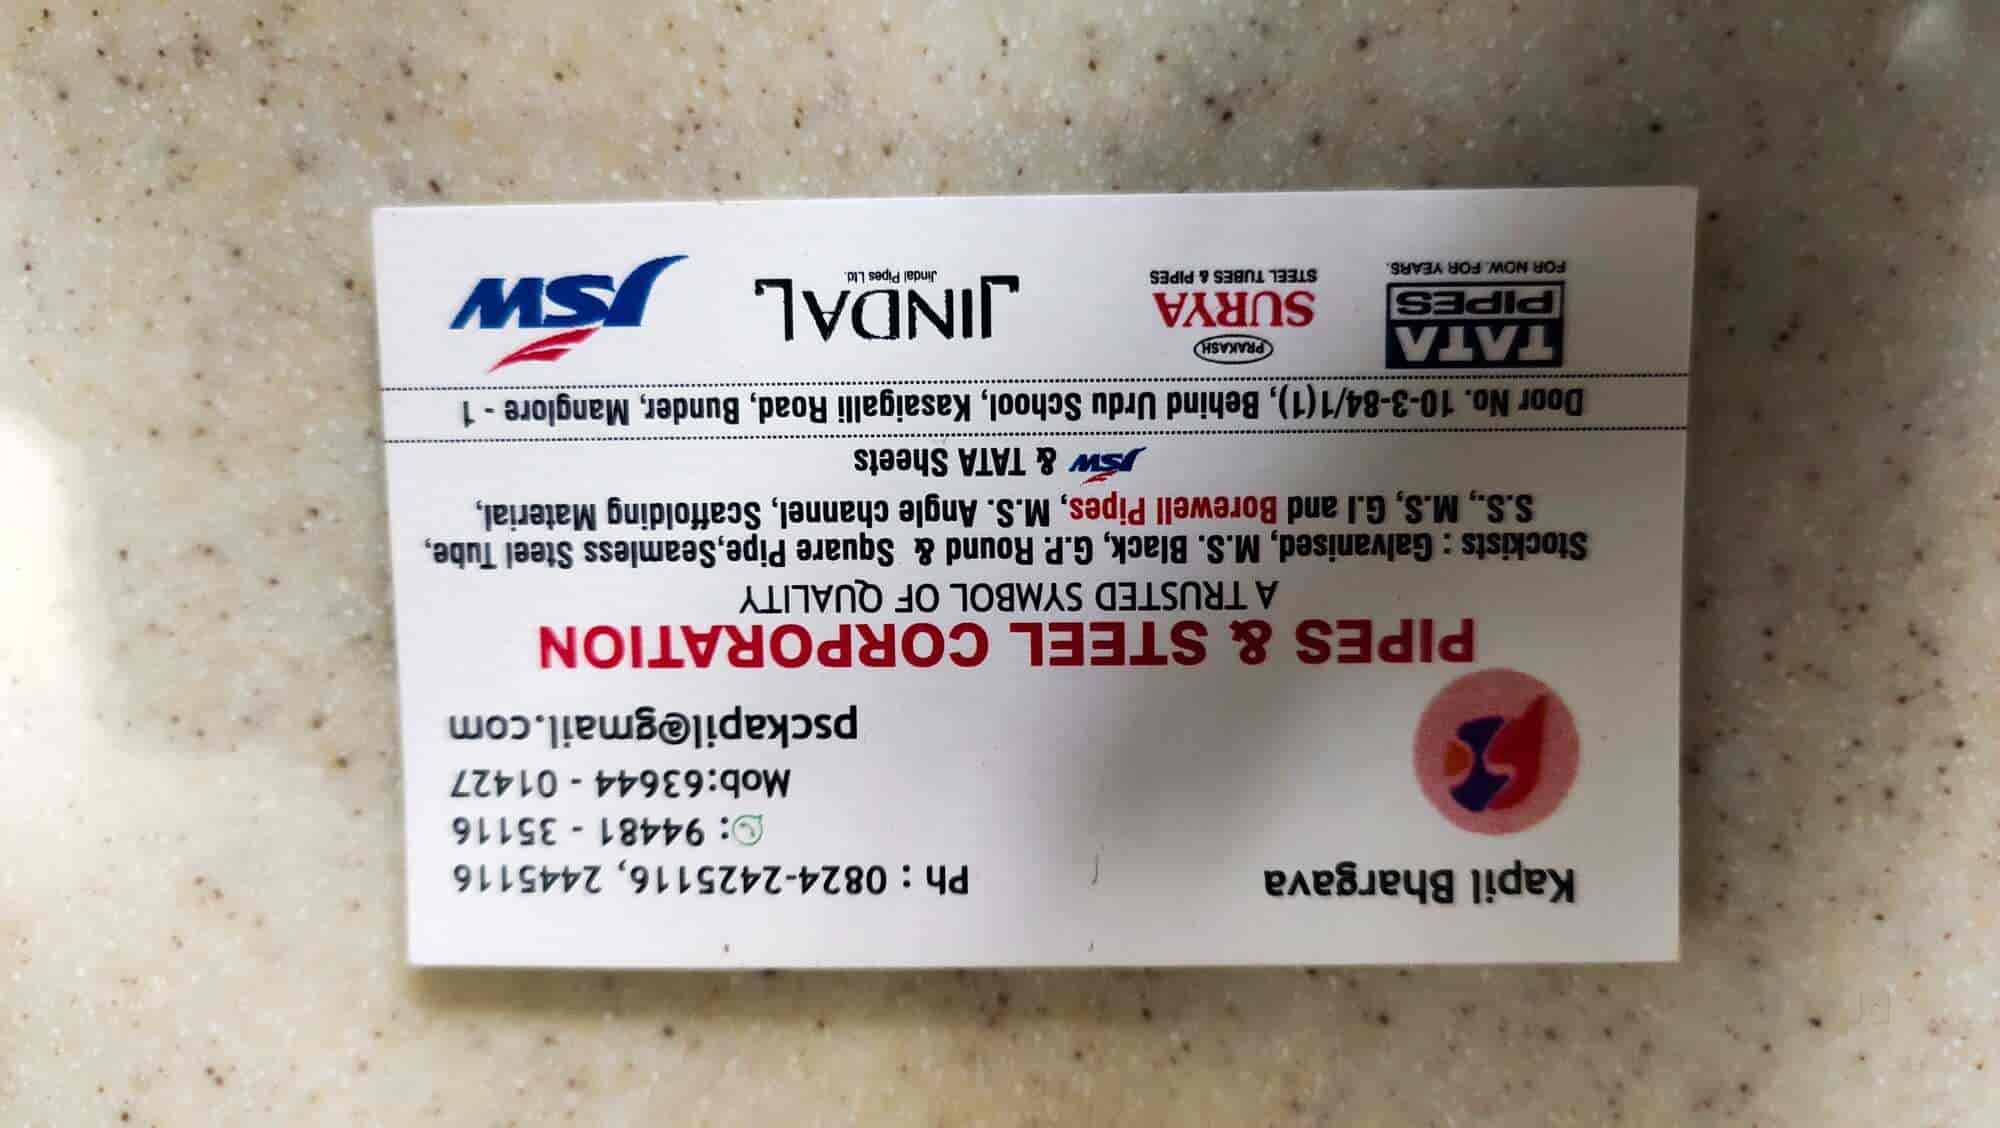 Kapil Bhargava
Ph : 0824-2425116, 2445116
: 94481 - 35116
Mob:63644 - 01427
psckapil@gmail.com
PIPES & STEEL CORPORATION
A TRUSTED SYMBOL OF QUALITY
Stockists : Galvanised, M.S. Black, G.P. Round & Square Pipe,Seamless Steel Tube,
S.S., M.S, G.I and Borewell Pipes, M.S. Angle channel, Scaffolding Material,
JSW & TATA Sheets
Door No. 10-3-84/1(1), Behind Urdu School, Kasaigalli Road, Bunder, Manglore - 1
TATA
PIPES
FOR NOW. FOR YEARS.
PRAKASH
SURYA
STEEL TUBES & PIPES
JINDAL
Jindal Pipes Ltd.
JSW